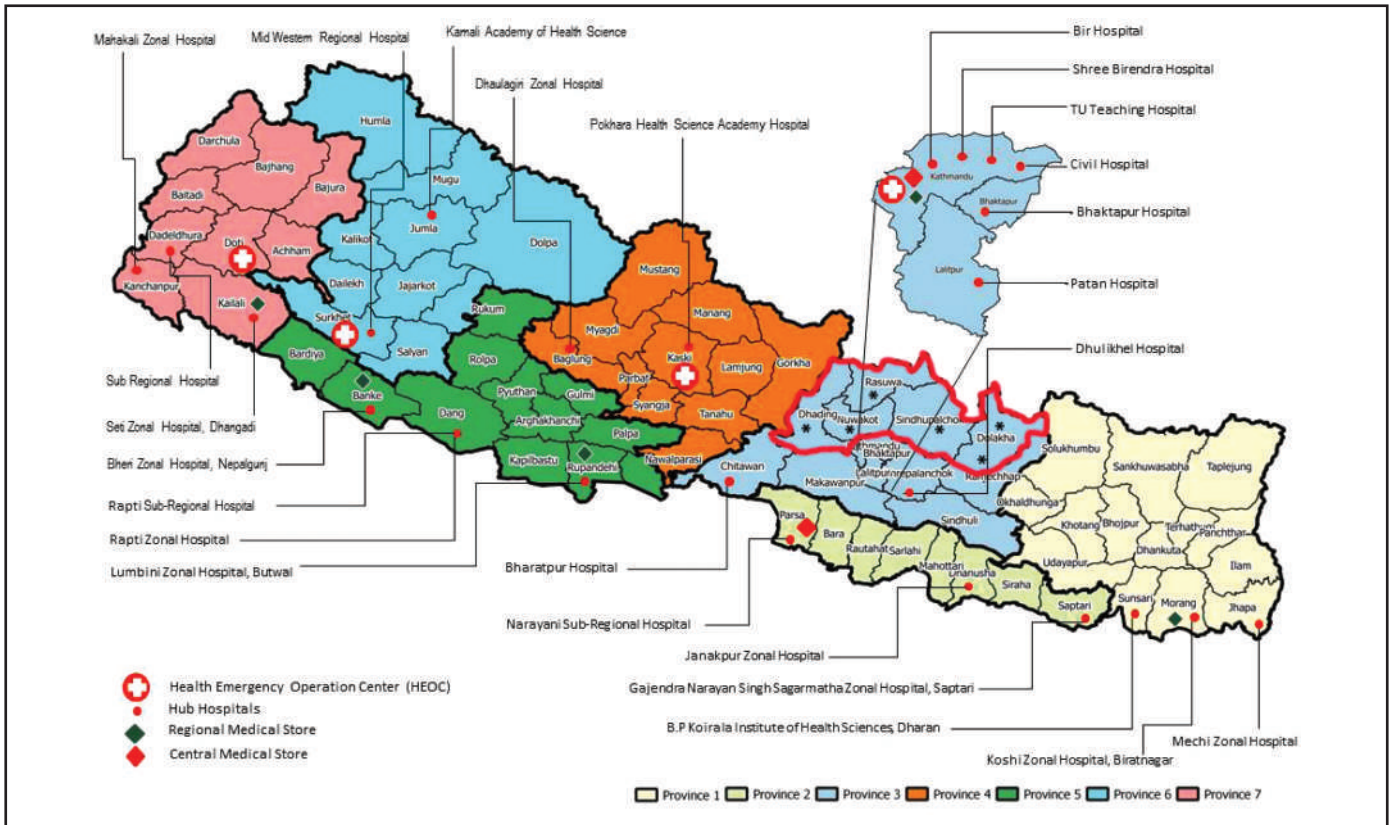 Mahakali Zonal Hospital
Mid Western Regional Hospital
Karnali Academy of Health Science
Dhaulagiri Zonal Hospital
Pokhara Health Science Academy Hospital
Bir Hospital
Shree Birendra Hospital
TU Teaching Hospital
Civil Hospital
Bhaktapur Hospital
Patan Hospital
Dhulikhel Hospital
Kathmandu
Bhaktapur
Lalitpur
Darchula
Bajhang
Bajura
Baitadi
Dadeldhura
Doti
Achham
Kanchanpur
Kailali
Humla
Mugu
Jumla
Kalikot
Dolpa
Dailekh
Jajarkot
Surkhet
Salyan
Rukum
Rolpa
Bardiya
Banke
Dang
Pyuthan
Gulmi
Arghakhanchi
Palpa
Kapilbastu
Rupandehi
Mustang
Manang
Myagdi
Kaski
Lamjung
Gorkha
Baglung
Parbat
Syangja
Tanahu
Nawalparasi
Rasuwa
Dhading
Nuwakot
Sindhupalchok
Dolakha
Bhaktapur
Chitawan
Makawanpur
Sindhuli
Parsa
Bara
Rautahat
Sarlahi
Mahottari
Dhanusha
Siraha
Saptari
Solukhumbu
Sankhuwasabha
Taplejung
Okhaldhunga
Khotang
Bhojpur
Terhathum
Panchthar
Dhankuta
Udayapur
Ilam
Sunsari
Morang
Jhapa
Sub Regional Hospital
Seti Zonal Hospital, Dhangadi
Bheri Zonal Hospital, Nepalgunj
Rapti Sub-Regional Hospital
Rapti Zonal Hospital
Lumbini Zonal Hospital, Butwal
Bharatpur Hospital
Narayani Sub-Regional Hospital
Janakpur Zonal Hospital
Gajendra Narayan Singh Sagarmatha Zonal Hospital, Saptari
B.P Koirala Institute of Health Sciences, Dharan
Koshi Zonal Hospital, Biratnagar
Mechi Zonal Hospital
Health Emergency Operation Center (HEOC)
Hub Hospitals
Regional Medical Store
Central Medical Store
Province 1 Province 2 Province 3 Province 4 Province 5 Province 6 Province 7